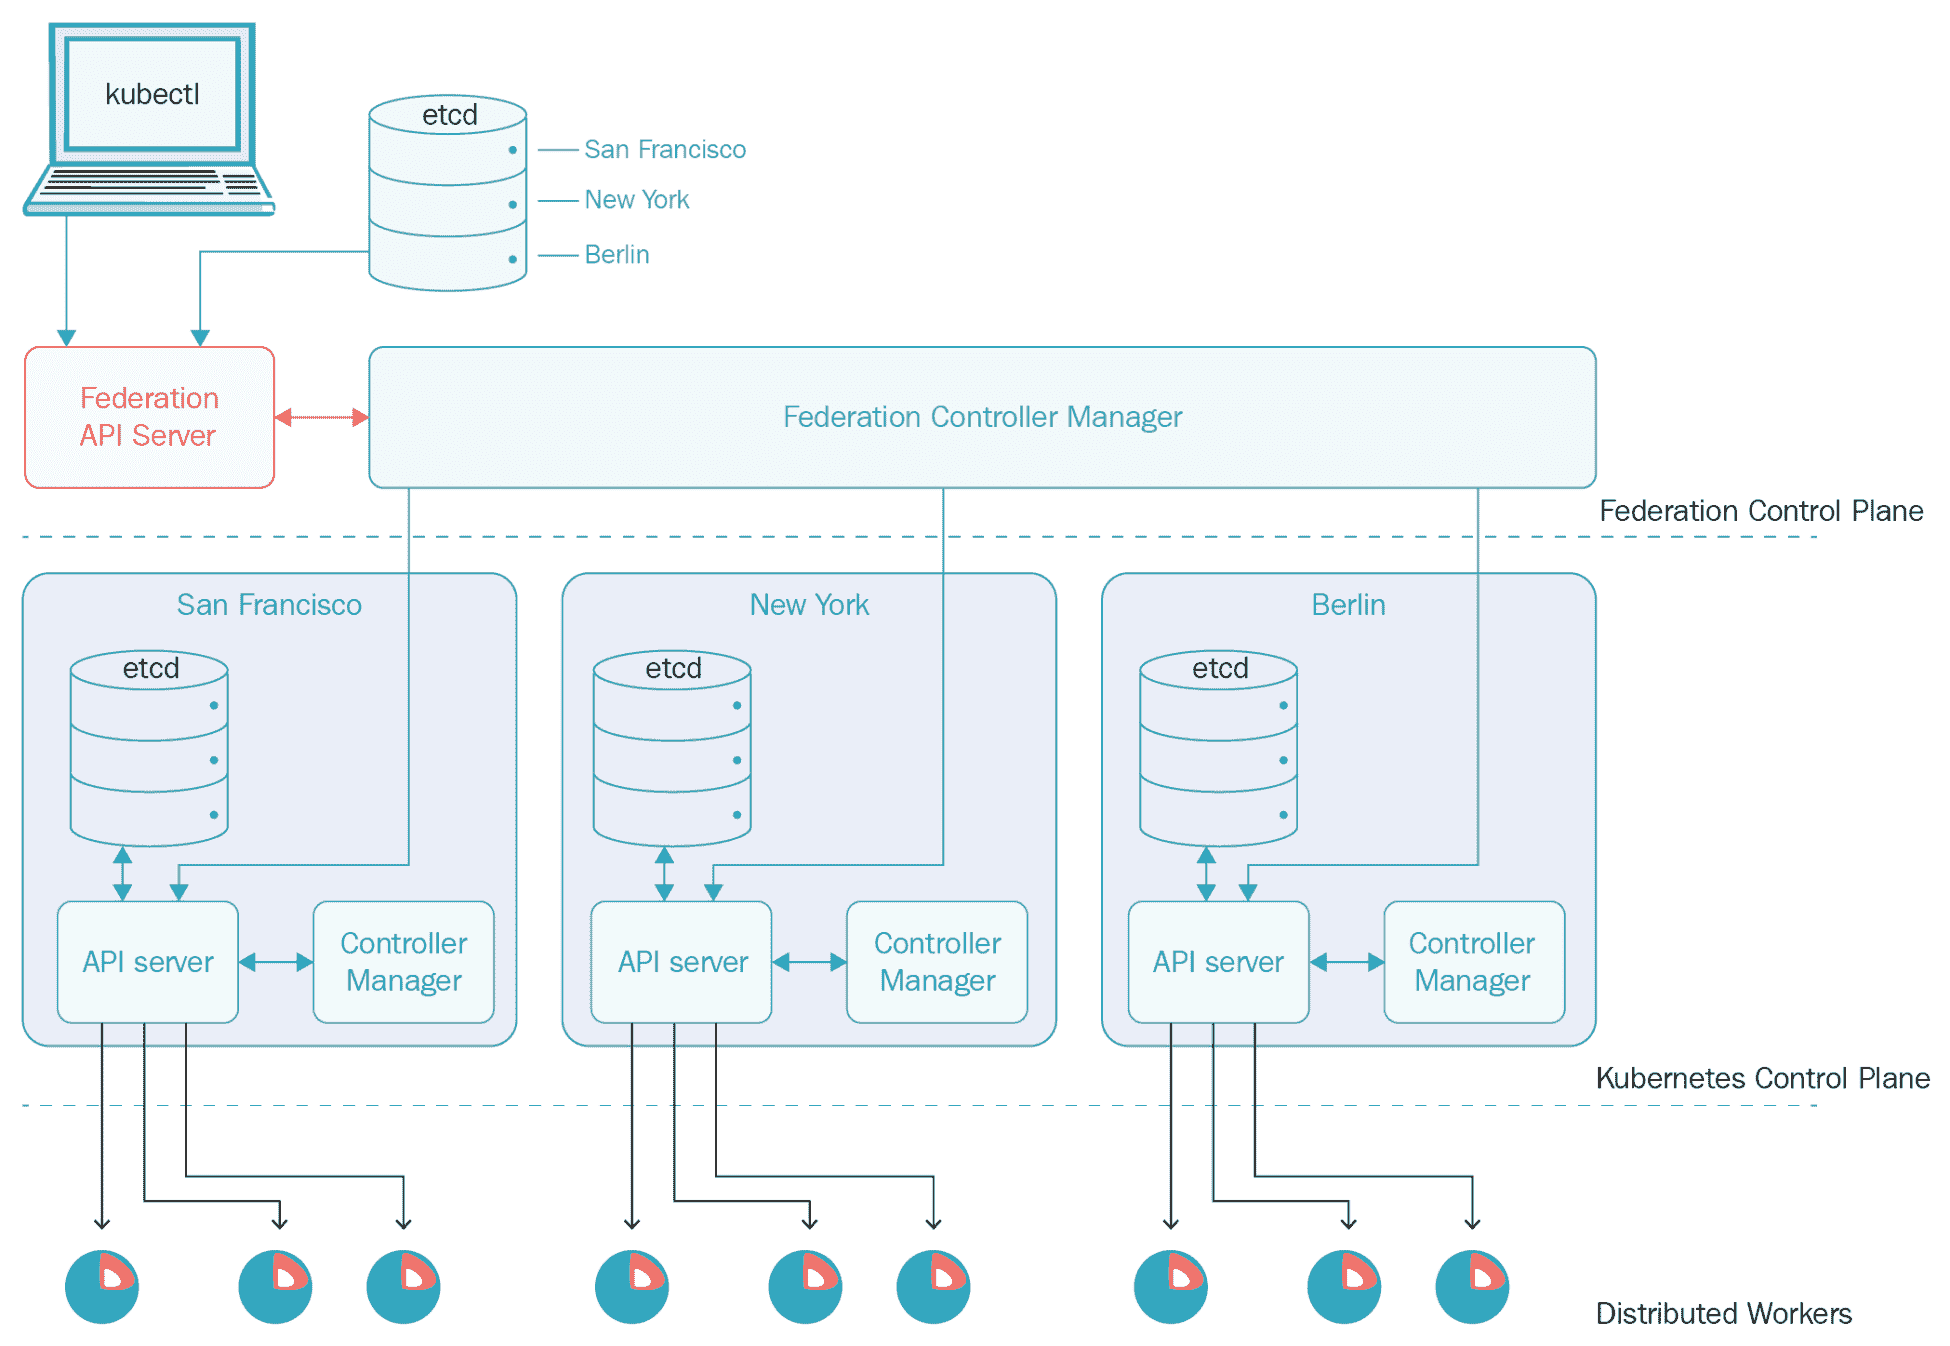 kubectl
etcd
San Francisco
New York
Berlin
Federation
API Server
Federation Controller Manager
Federation Control Plane
San Francisco
New York
Berlin
etcd
etcd
etcd
API server
Controller
Manager
API server
Controller
Manager
API server
Controller
Manager
Kubernetes Control Plane
Distributed Workers